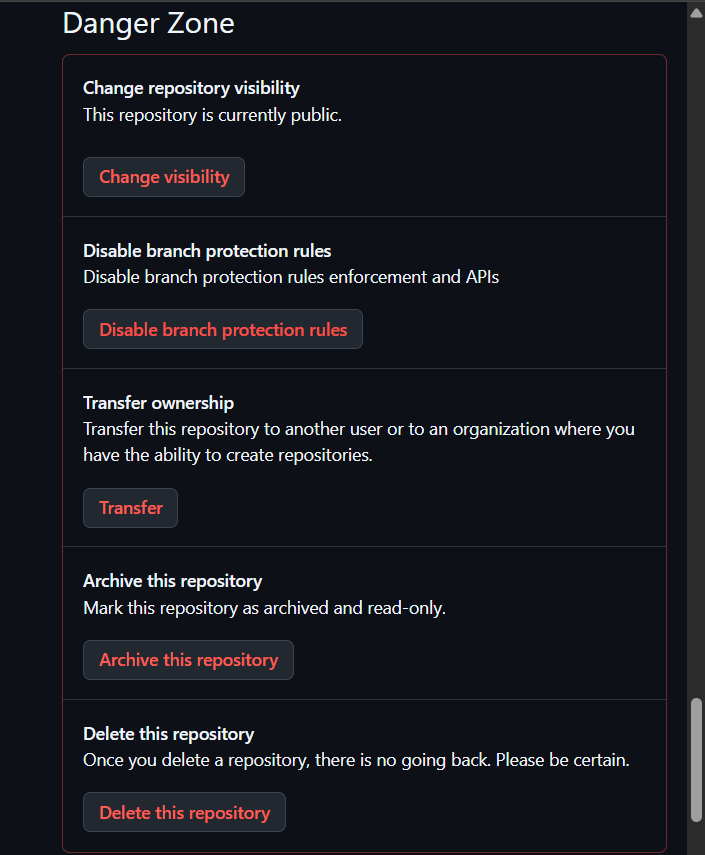 Danger Zone
Change repository visibility
This repository is currently public.
Change visibility
Disable branch protection rules
Disable branch protection rules enforcement and APIs
Disable branch protection rules
Transfer ownership
Transfer this repository to another user or to an organization where you
have the ability to create repositories.
Transfer
Archive this repository
Mark this repository as archived and read-only.
Archive this repository
Delete this repository
Once you delete a repository, there is no going back. Please be certain.
Delete this repository